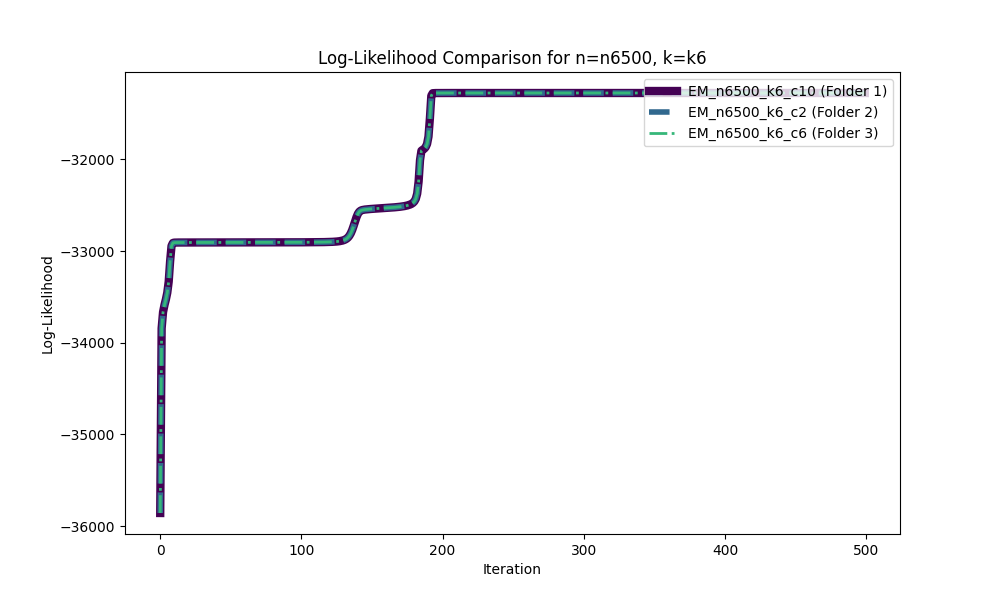 Log-Likelihood Comparison for n=n6500, k=k6
EM_n6500_k6_c10 (Folder 1)
EM_n6500_k6_c2 (Folder 2)
EM_n6500_k6_c6 (Folder 3)
Log-Likelihood
−32000
−33000
−34000
−35000
−36000
0 100 200 300 400 500
Iteration